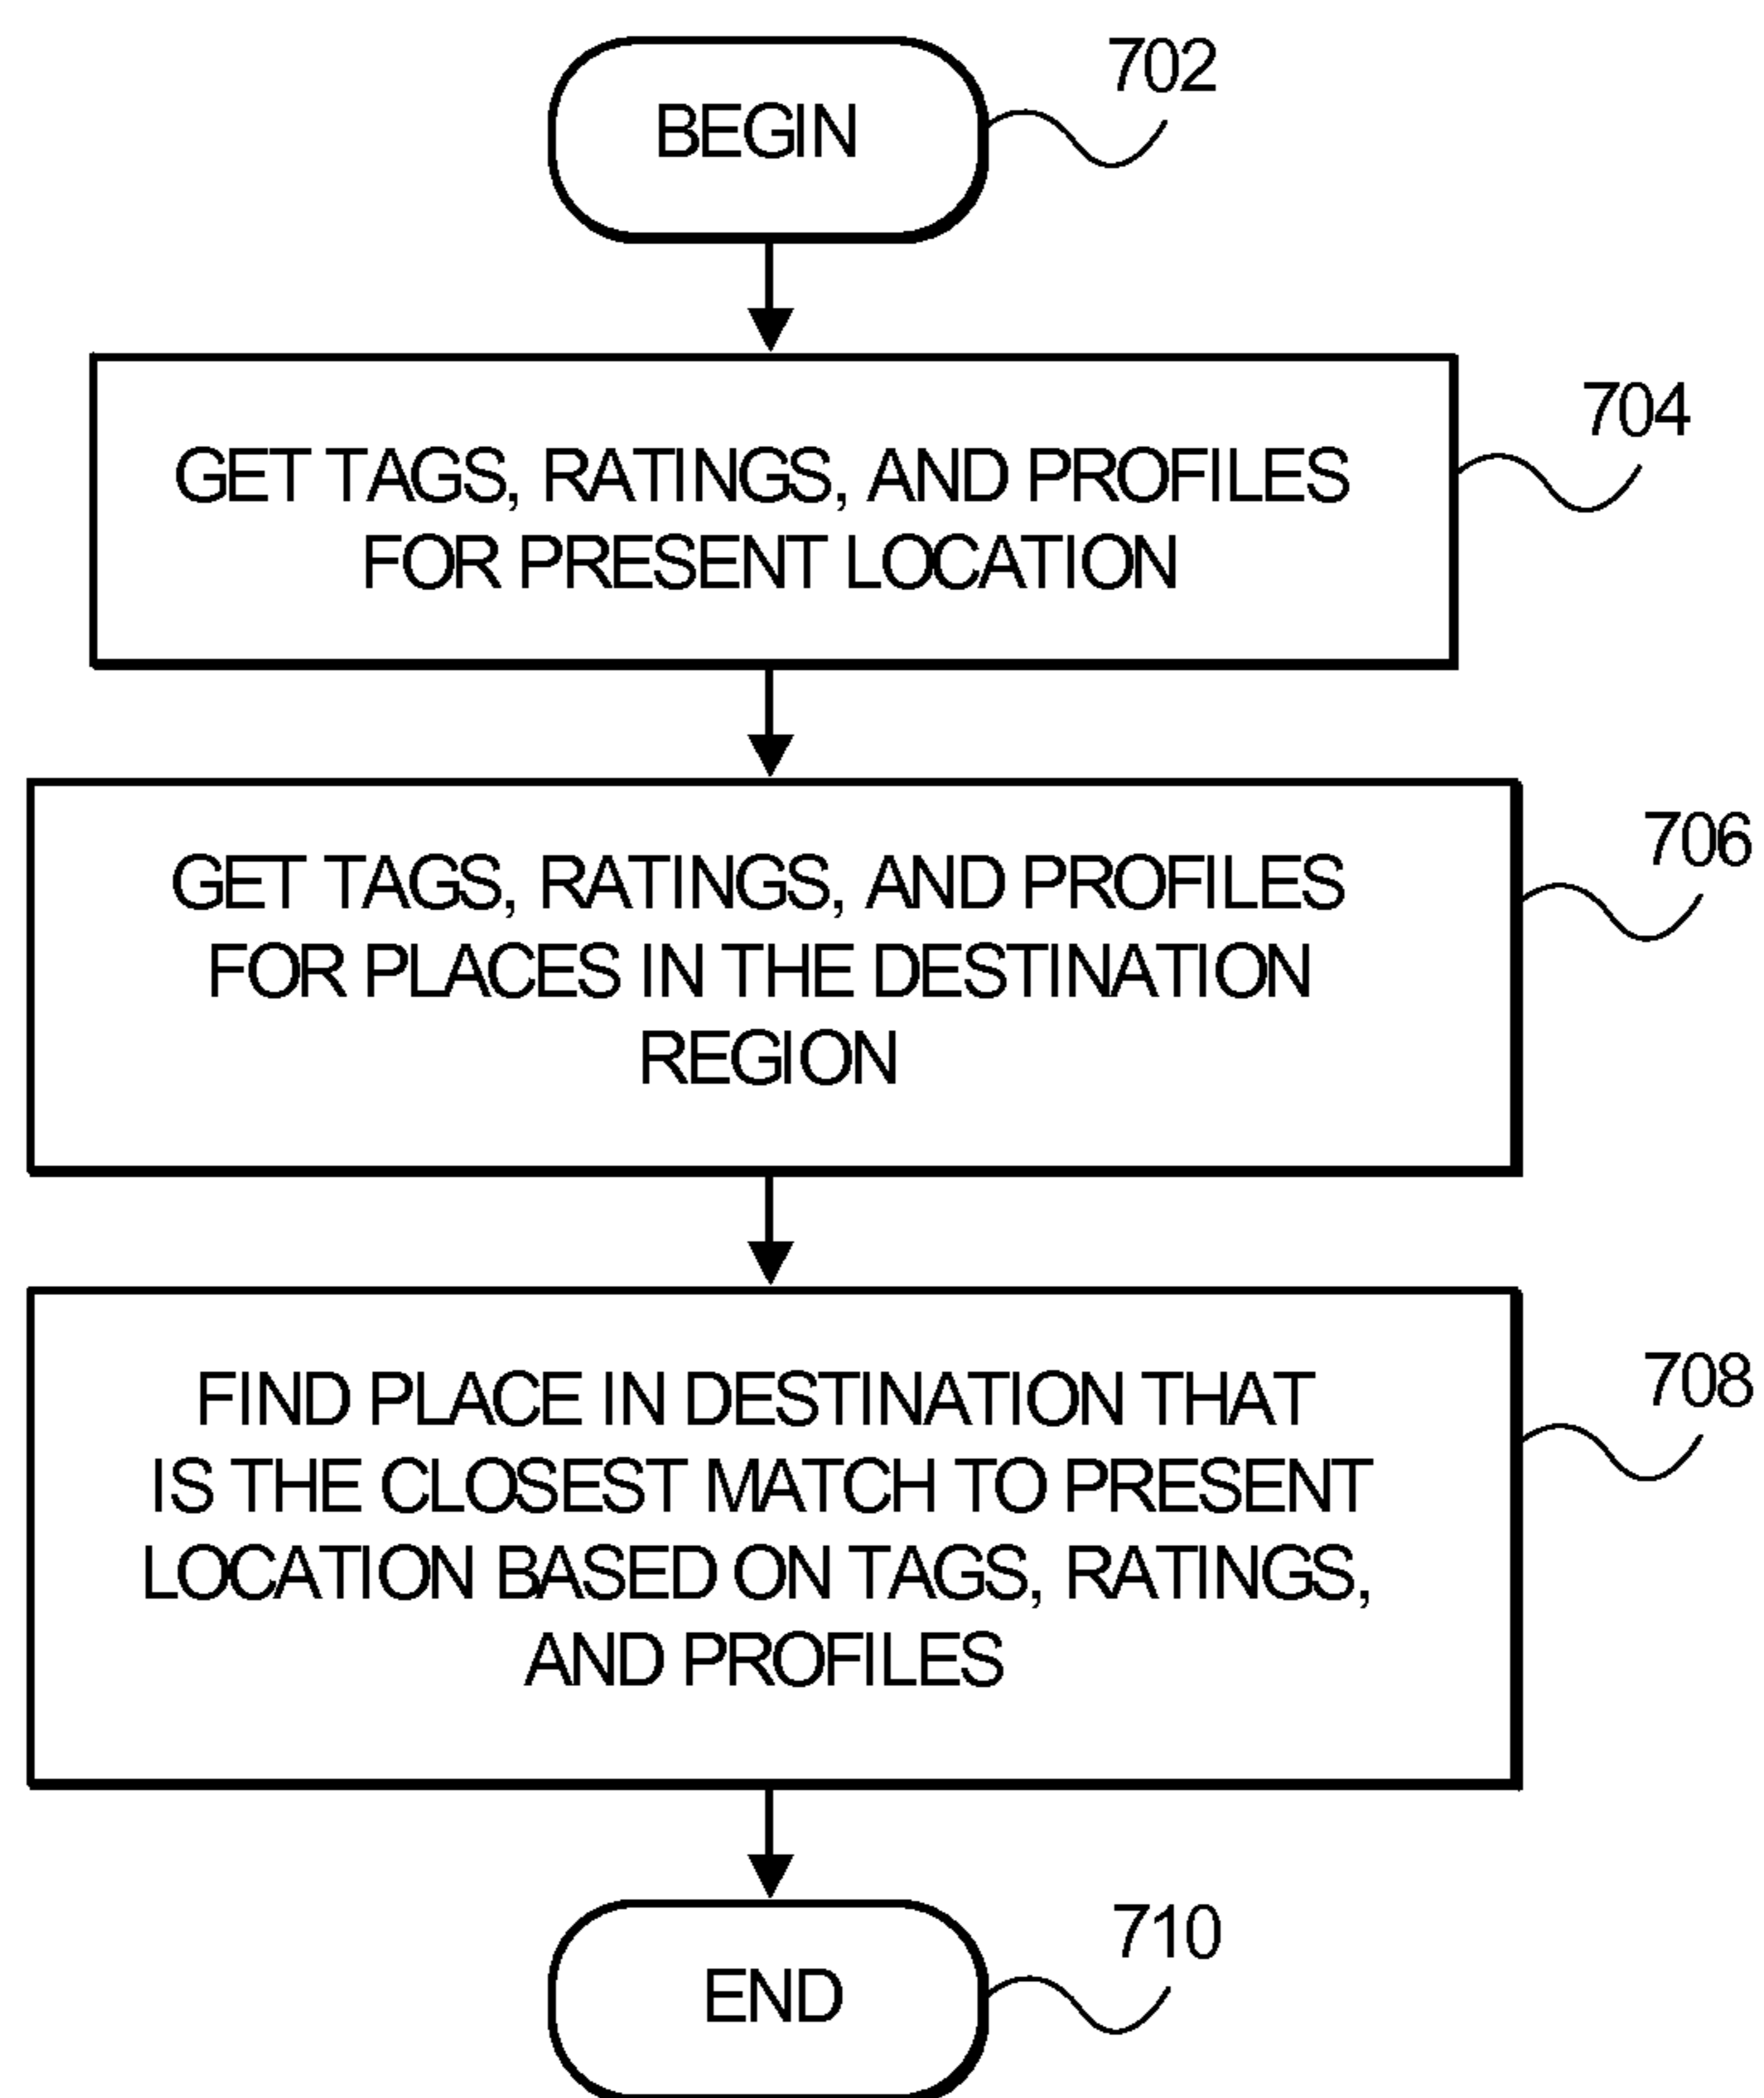 702
BEGIN
704
GET TAGS, RATINGS, AND PROFILES
FOR PRESENT LOCATION
706
GET TAGS, RATINGS, AND PROFILES
FOR PLACES IN THE DESTINATION
REGION
708
FIND PLACE IN DESTINATION THAT
IS THE CLOSEST MATCH TO PRESENT
LOCATION BASED ON TAGS, RATINGS,
AND PROFILES
710
END